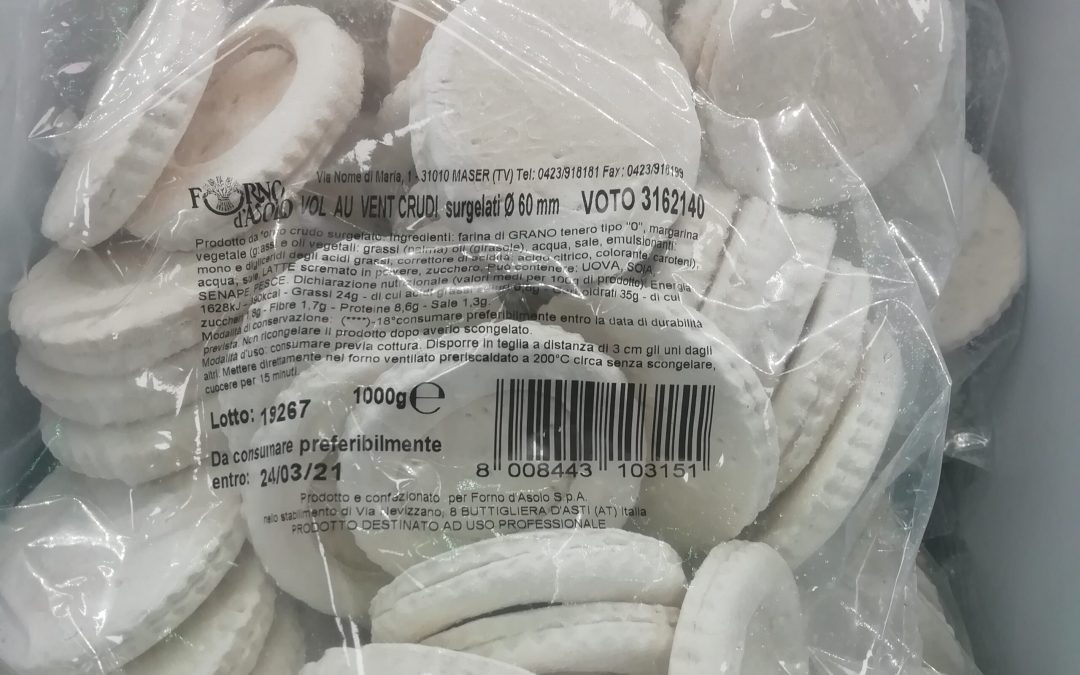 Via Nome di Maria, 1 - 31010 MASER (TV) Tel: 0423/918181 Fax: 0423/918199
FORNO d'ASOLO VOL AU VENT CRUDI surgelati Ø 60 mm VOTO 3162140
Prodotto da forno crudo surgelato. Ingredienti: farina di GRANO tenero tipo "0", margarina
vegetale (grassi e oli vegetali: grassi (palma) oli (girasole), acqua, sale, emulsionanti:
mono e digliceridi degli acidi grassi, correttore di acidità: acido citrico, colorante: caroteni),
acqua, sale, LATTE scremato in polvere, zucchero. Può contenere: UOVA, SOIA,
SENAPE, PESCE. Dichiarazione nutrizionale (valori medi per 100g di prodotto). Energia
1628kJ - Grassi 24g - di cui acidi 35g - di cui
zuccheri - Fibre 1,7g - Proteine 8,6g - Sale 1,3g.
Modalità di conservazione: (****)-18°consumare preferibilmente entro la data di durabilità
prevista. Non ricongelare il prodotto dopo averlo scongelato.
Modalità d'uso: consumare previa cottura. Disporre in teglia a distanza di 3 cm gli uni dagli
altri. Mettere direttamente nel forno ventilato preriscaldato a 200°C circa senza scongelare,
cuocere per 15 minuti.
Lotto: 19267 1000g e
Da consumare preferibilmente
entro: 24/03/21
8 008443 103151
Prodotto e confezionato per Forno d'Asolo S.p.A.
nello stabilimento di Via Nevizzano, 8 BUTTIGLIERA D'ASTI (AT) Italia
PRODOTTO DESTINATO AD USO PROFESSIONALE